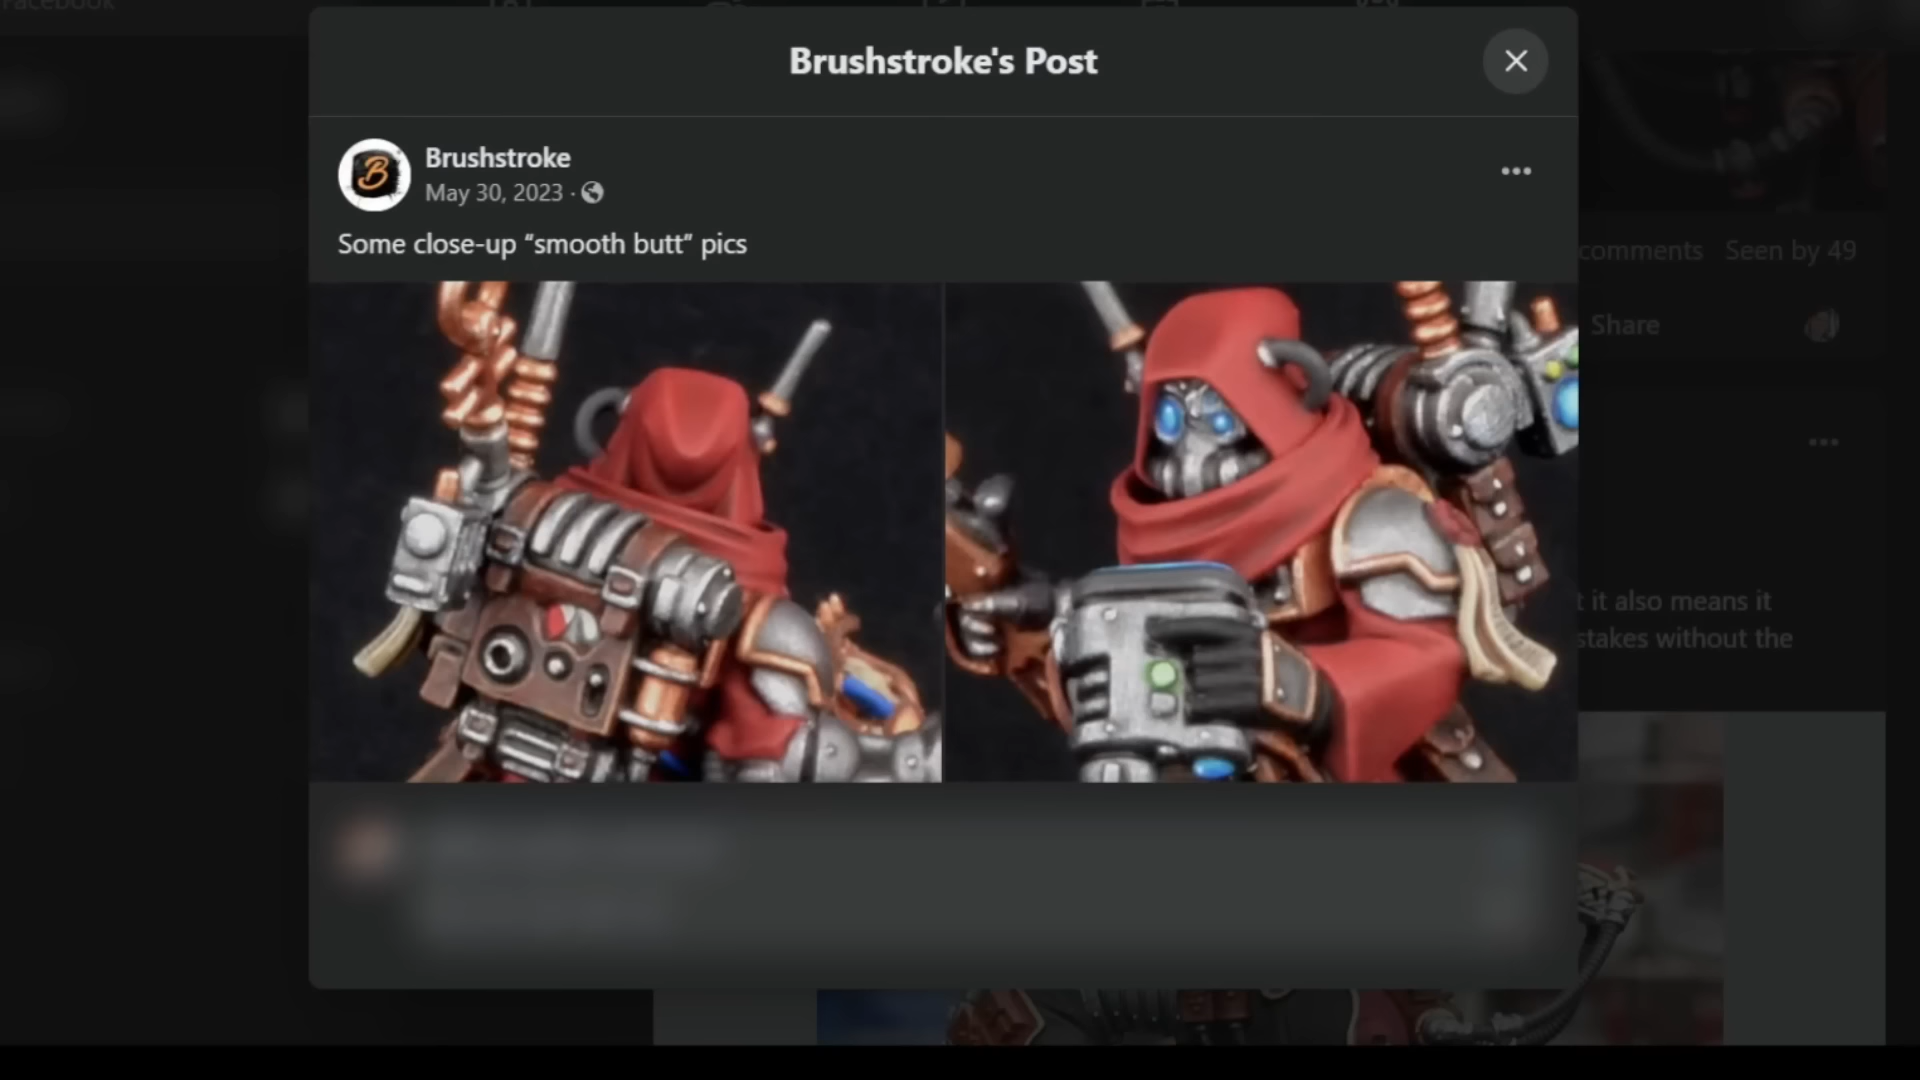 Facebook
Brushstroke's Post
B
Brushstroke
May 30, 2023 ·
Some close-up “smooth butt” pics
comments Seen by 49
Share
t it also means it
stakes without the